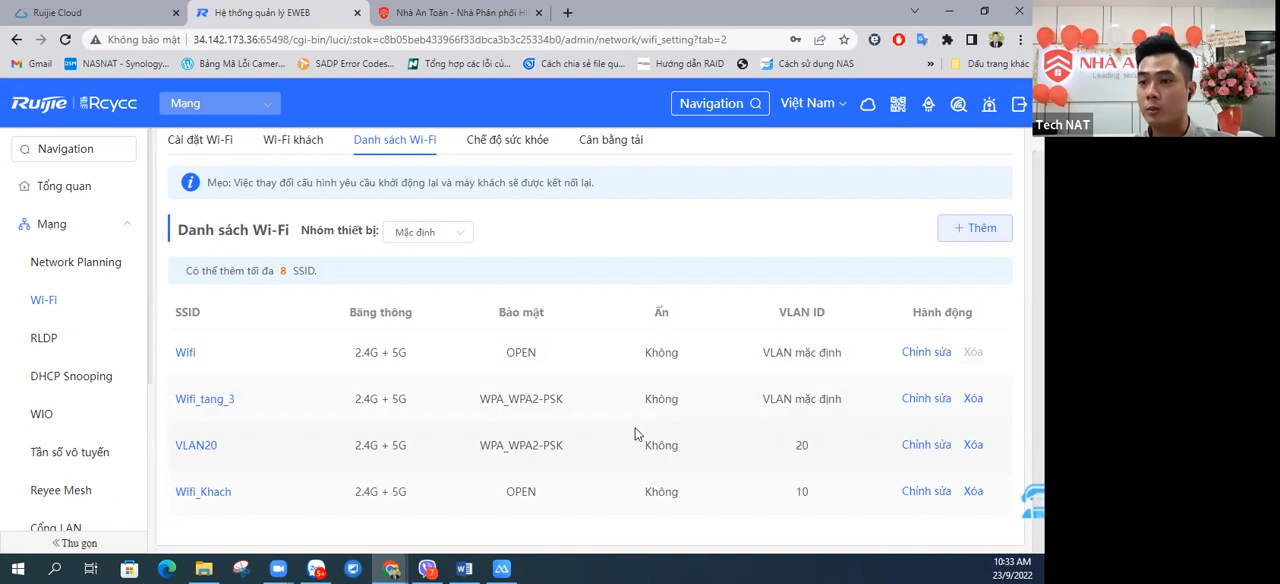 Ruijie Cloud
Hệ thống quản lý EWEB
Nhà An Toàn - Nhà Phân phối H
Không bảo mật
34.142.173.36:65498/cgi-bin/luci/;stok=c8b05beb433966f33dbca3b3c25334b0/admin/network/wifi_setting?tab=2
Gmail
NASNAT - Synology...
Bảng Mã Lỗi Camer...
SADP Error Codes...
Tổng hợp các lỗi củ...
Cách chia sẻ file qu...
Hướng dẫn RAID
Cách sử dụng NAS
»
Dấu trang khác
Ruijie Rcycc
Mạng
Navigation
Việt Nam
NHÀ AN
Leading secu
Tech NAT
Navigation
Tổng quan
Mạng
Network Planning
Wi-Fi
RLDP
DHCP Snooping
WIO
Tần số vô tuyến
Reyee Mesh
Cổng LAN
« Thu gọn
Cài đặt Wi-Fi
Wi-Fi khách
Danh sách Wi-Fi
Chế độ sức khỏe
Cân bằng tải
Mẹo: Việc thay đổi cấu hình yêu cầu khởi động lại và máy khách sẽ được kết nối lại.
Danh sách Wi-Fi Nhóm thiết bị: Mặc định
+ Thêm
Có thể thêm tối đa 8 SSID.
SSID Băng thông Bảo mật Ẩn VLAN ID Hành động
Wifi 2.4G + 5G OPEN Không VLAN mặc định Chỉnh sửa Xóa
Wifi_tang_3 2.4G + 5G WPA_WPA2-PSK Không VLAN mặc định Chỉnh sửa Xóa
VLAN20 2.4G + 5G WPA_WPA2-PSK Không 20 Chỉnh sửa Xóa
Wifi_Khach 2.4G + 5G OPEN Không 10 Chỉnh sửa Xóa
10:33 AM
23/9/2022